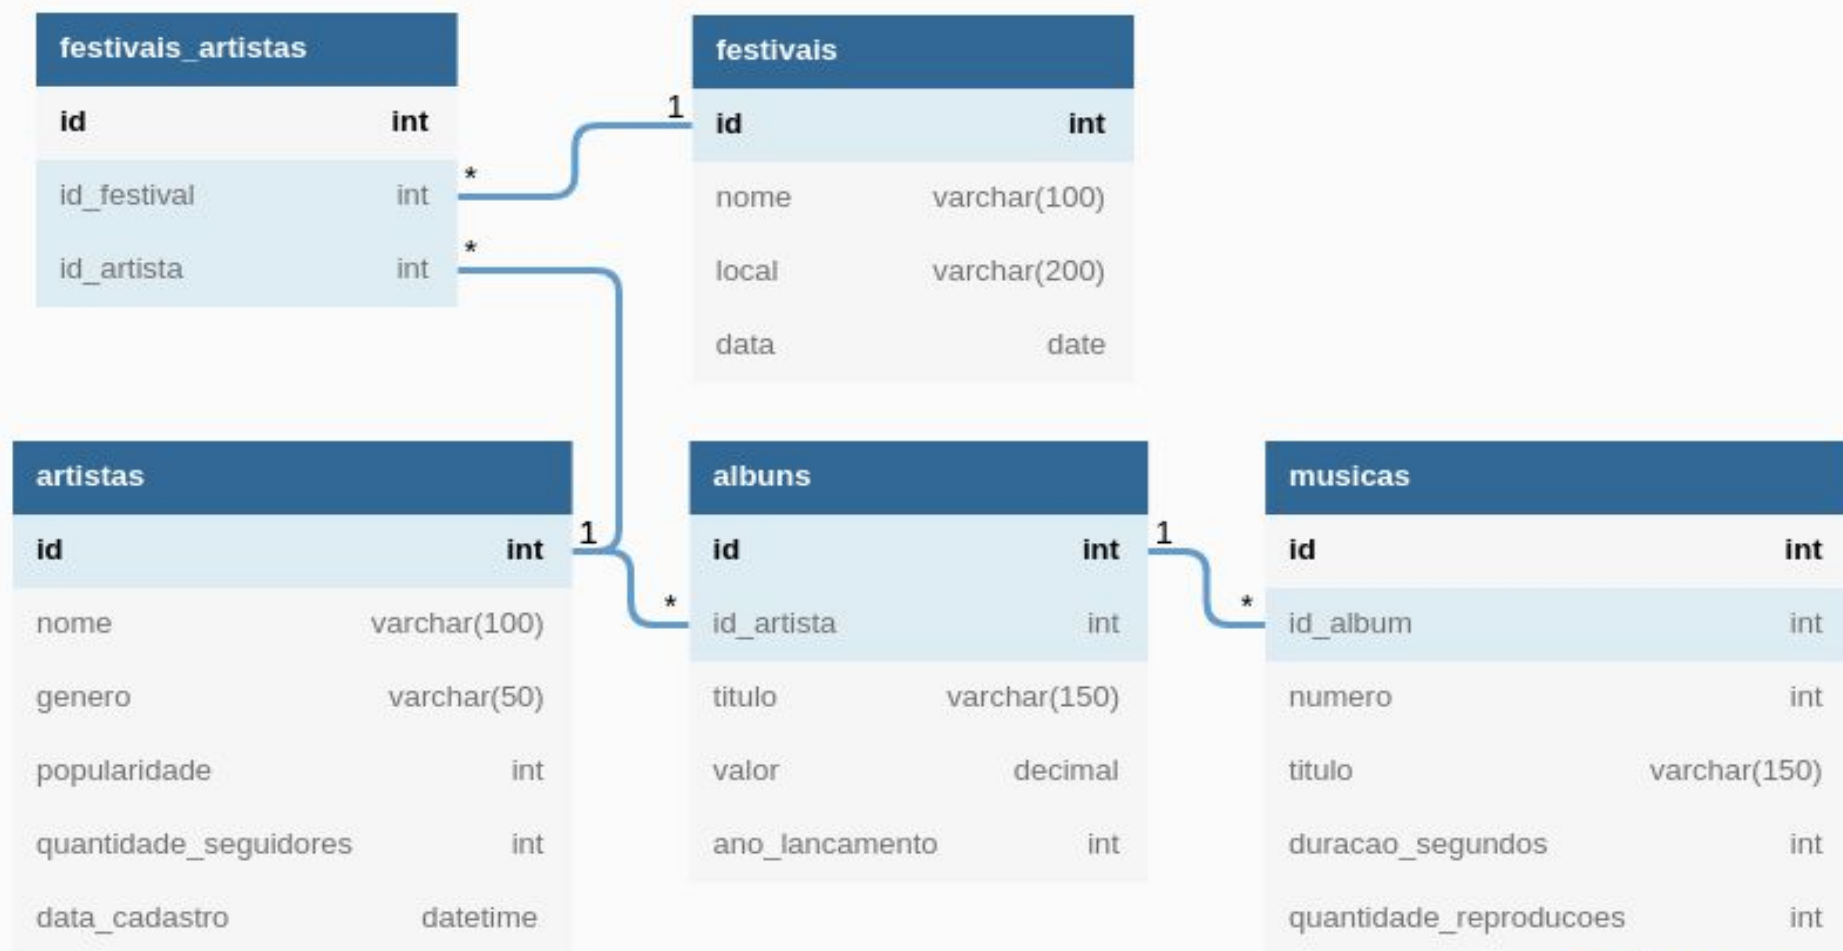 festivais_artistas
id int
id_festival int
id_artista int
festivais
id int
nome varchar(100)
local varchar(200)
data date
1
*
*
artistas
id int
nome varchar(100)
genero varchar(50)
popularidade int
quantidade_seguidores int
data_cadastro datetime
1
*
albuns
id int
id_artista int
titulo varchar(150)
valor decimal
ano_lancamento int
1
*
musicas
id int
id_album int
numero int
titulo varchar(150)
duracao_segundos int
quantidade_reproducoes int